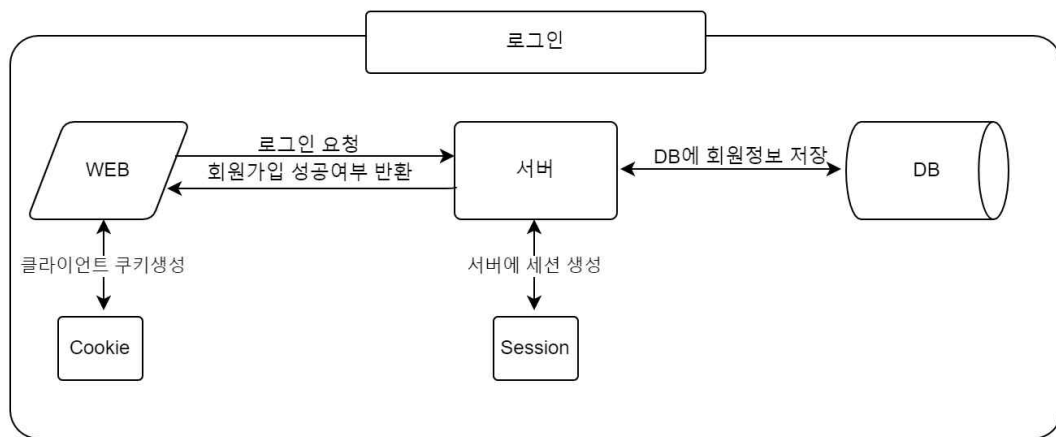 로그인
WEB
로그인 요청
회원가입 성공여부 반환
서버
DB에 회원정보 저장
DB
클라이언트 쿠키생성
서버에 세션 생성
Cookie
Session